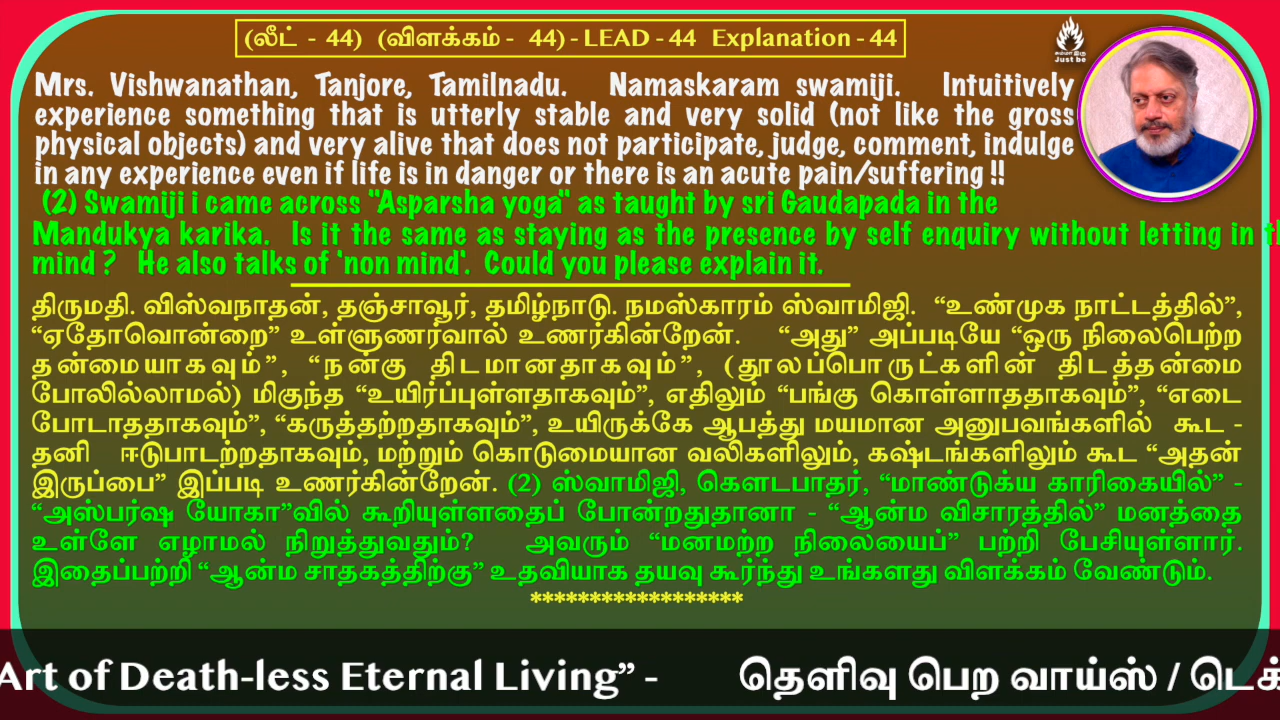 (லீட் - 44) (விளக்கம் - 44) - LEAD - 44 Explanation - 44
சும்மா இரு
Just be
Mrs. Vishwanathan, Tanjore, Tamilnadu. Namaskaram swamiji. Intuitively
experience something that is utterly stable and very solid (not like the gross
physical objects) and very alive that does not participate, judge, comment, indulge
in any experience even if life is in danger or there is an acute pain/suffering !!
(2) Swamiji i came across "Asparsha yoga" as taught by sri Gaudapada in the
Mandukya karika. Is it the same as staying as the presence by self enquiry without letting in
mind ? He also talks of 'non mind'. Could you please explain it.
திருமதி. விஸ்வநாதன், தஞ்சாவூர், தமிழ்நாடு. நமஸ்காரம் ஸ்வாமிஜி. “உண்முக நாட்டத்தில்”,
“ஏதோவொன்றை” உள்ளுணர்வால் உணர்கின்றேன். “அது” அப்படியே “ஒரு நிலைபெற்ற
தன்மையாகவும்”, “நன்கு திடமானதாகவும்”, (தூலப்பொருட்களின் திடத்தன்மை
போலில்லாமல்) மிகுந்த “உயிர்ப்புள்ளதாகவும்”, எதிலும் “பங்கு கொள்ளாததாகவும்”, “எடை
போடாததாகவும்”, “கருத்தற்றதாகவும்”, உயிருக்கே ஆபத்து மயமான அனுபவங்களில் கூட -
தனி ஈடுபாடற்றதாகவும், மற்றும் கொடுமையான வலிகளிலும், கஷ்டங்களிலும் கூட “அதன்
இருப்பை” இப்படி உணர்கின்றேன். (2) ஸ்வாமிஜி, கௌடபாதர், “மாண்டுக்ய காரிகையில்” -
“அஸ்பர்ஷ யோகா”வில் கூறியுள்ளதைப் போன்றதுதானா - “ஆன்ம விசாரத்தில்” மனத்தை
உள்ளே எழாமல் நிறுத்துவதும்? அவரும் “மனமற்ற நிலையைப்” பற்றி பேசியுள்ளார்.
இதைப்பற்றி “ஆன்ம சாதகத்திற்கு” உதவியாக தயவு கூர்ந்து உங்களது விளக்கம் வேண்டும்.
******************
Art of Death-less Eternal Living” - தெளிவு பெற வாய்ஸ் /